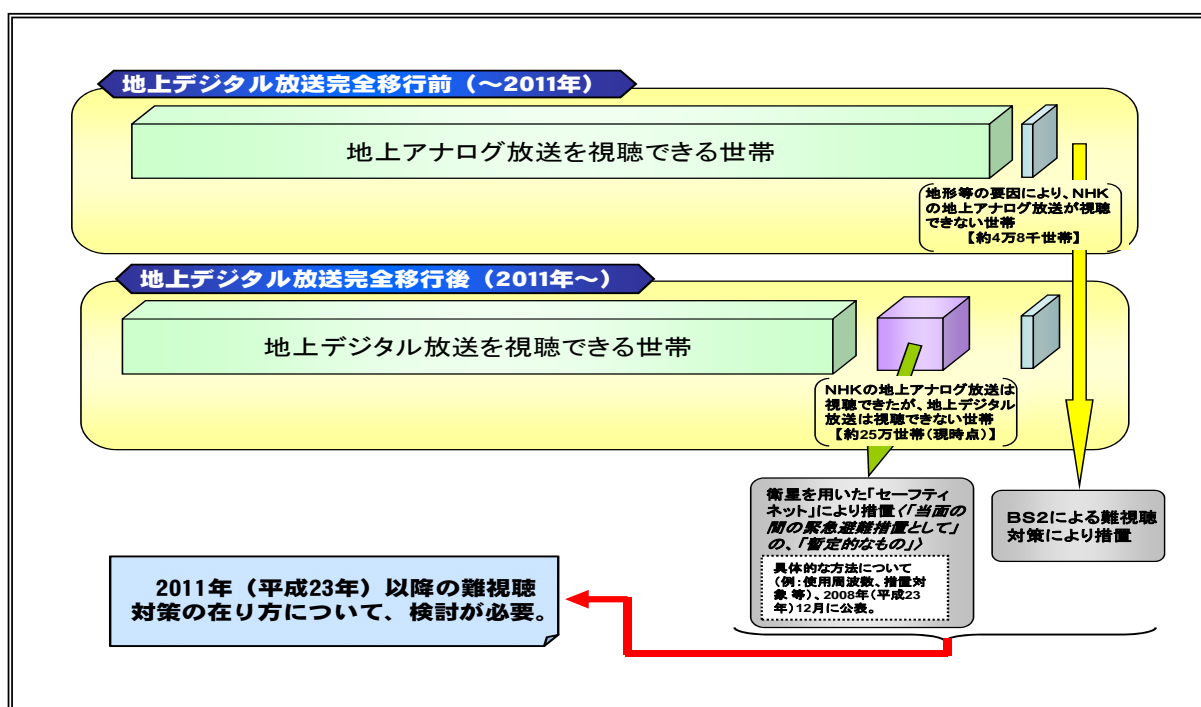 地上デジタル放送完全移行前（～2011年）
地上アナログ放送を視聴できる世帯
地形等の要因により、NHK
の地上アナログ放送が視聴
できない世帯
【約4万8千世帯】
地上デジタル放送完全移行後（2011年～）
地上デジタル放送を視聴できる世帯
NHKの地上アナログ放送は
視聴できたが、地上デジタル
放送は視聴できない世帯
【約25万世帯（現時点）】
衛星を用いた「セーフティ
ネット」により措置〈「当面の
間の緊急避難措置として」
の、「暫定的なもの」〉
具体的な方法について
（例：使用周波数、措置対
象 等）、2008年（平成23
年）12月に公表。
BS2による難視聴
対策により措置
2011年（平成23年）以降の難視聴
対策の在り方について、検討が必要。